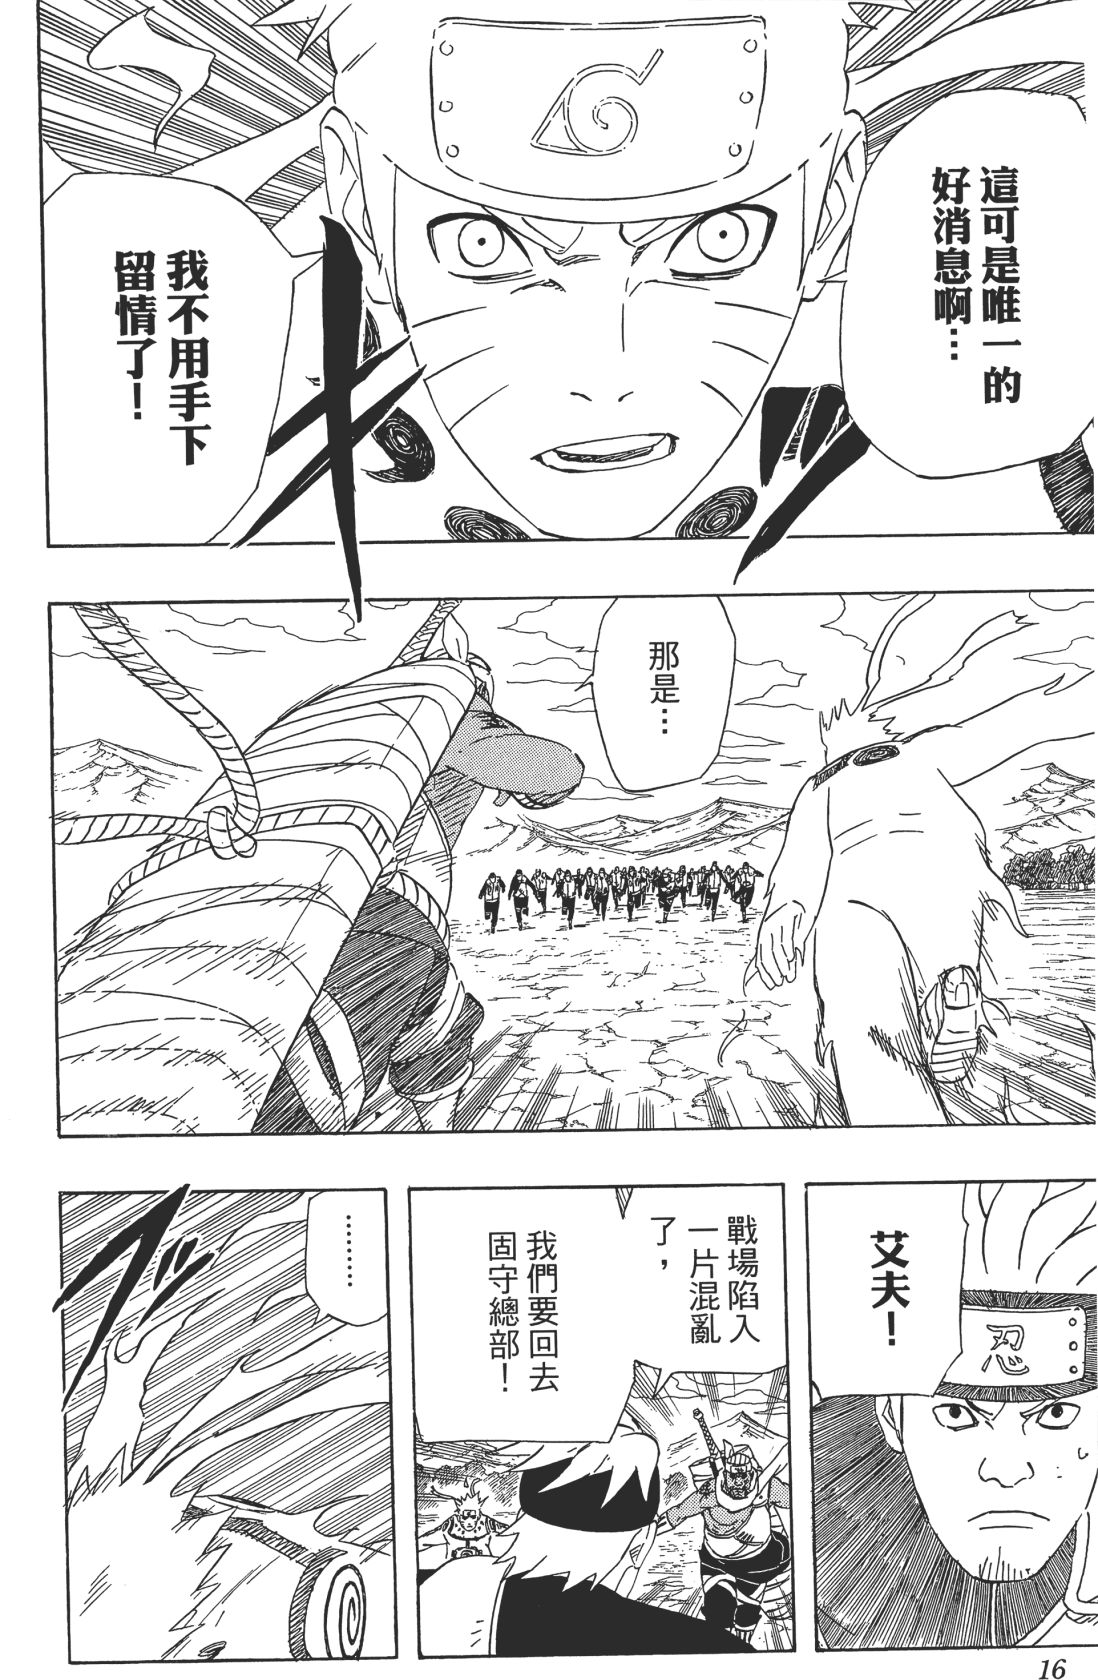 這可是唯一的
好消息啊…
我不用手下
留情了！
那是…
艾夫！
忍
戰場陷入
一片混亂
了，
我們要回去
固守總部！
………
16